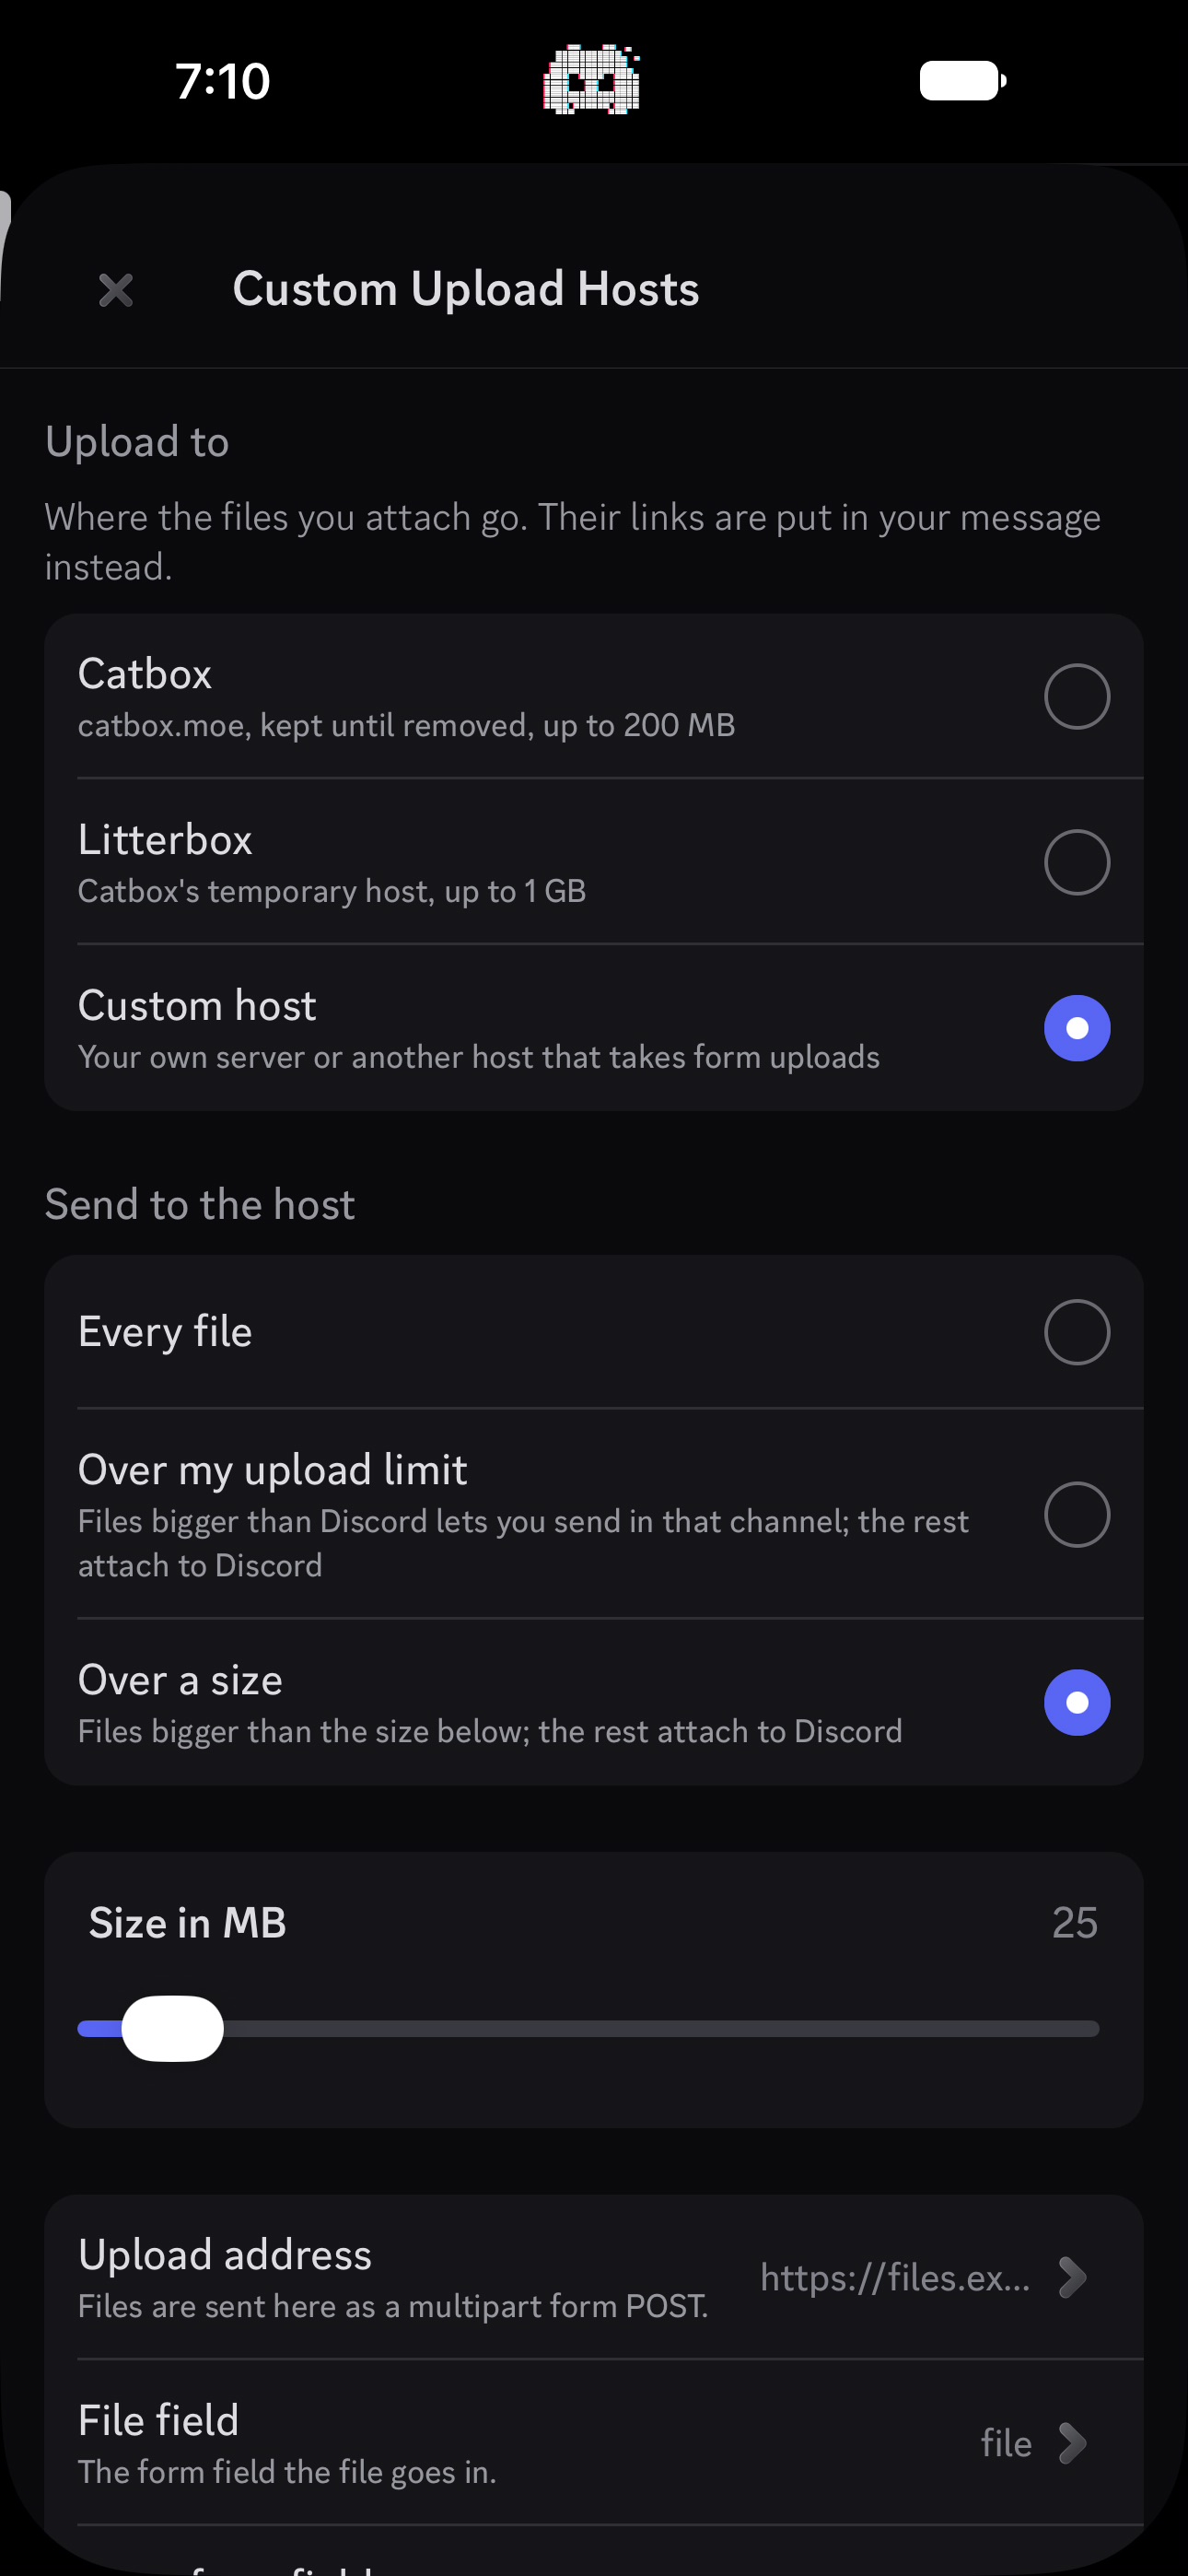 7:10
Custom Upload Hosts
Upload to
Where the files you attach go. Their links are put in your message
instead.
Catbox
catbox.moe, kept until removed, up to 200 MB
Litterbox
Catbox's temporary host, up to 1 GB
Custom host
Your own server or another host that takes form uploads
Send to the host
Every file
Over my upload limit
Files bigger than Discord lets you send in that channel; the rest
attach to Discord
Over a size
Files bigger than the size below; the rest attach to Discord
Size in MB
25
Upload address
https://files.ex...
Files are sent here as a multipart form POST.
File field
file
The form field the file goes in.